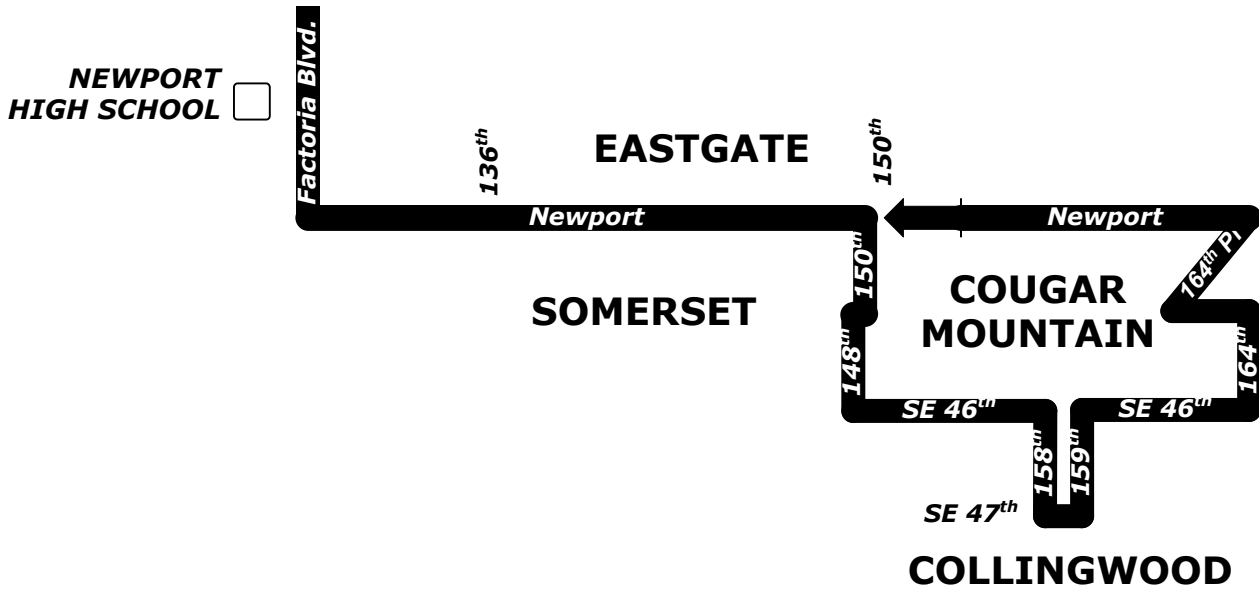 NEWPORT
HIGH SCHOOL
Factoria Blvd.
136th
EASTGATE
150th
Newport
Newport
150th
164th Pl
SOMERSET
COUGAR
MOUNTAIN
148th
164th
SE 46th
SE 46th
158th
159th
SE 47th
COLLINGWOOD